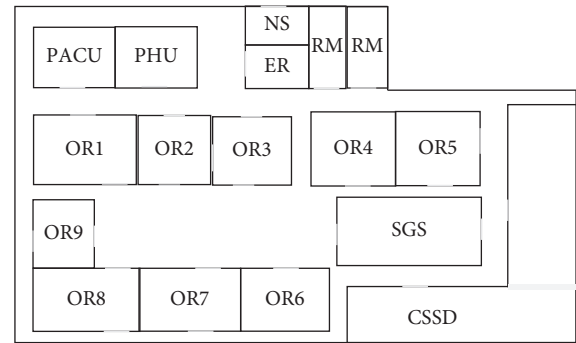 NS
RM RM
PACU PHU
ER
OR1 OR2 OR3 OR4 OR5
OR9
SGS
OR8 OR7 OR6
CSSD